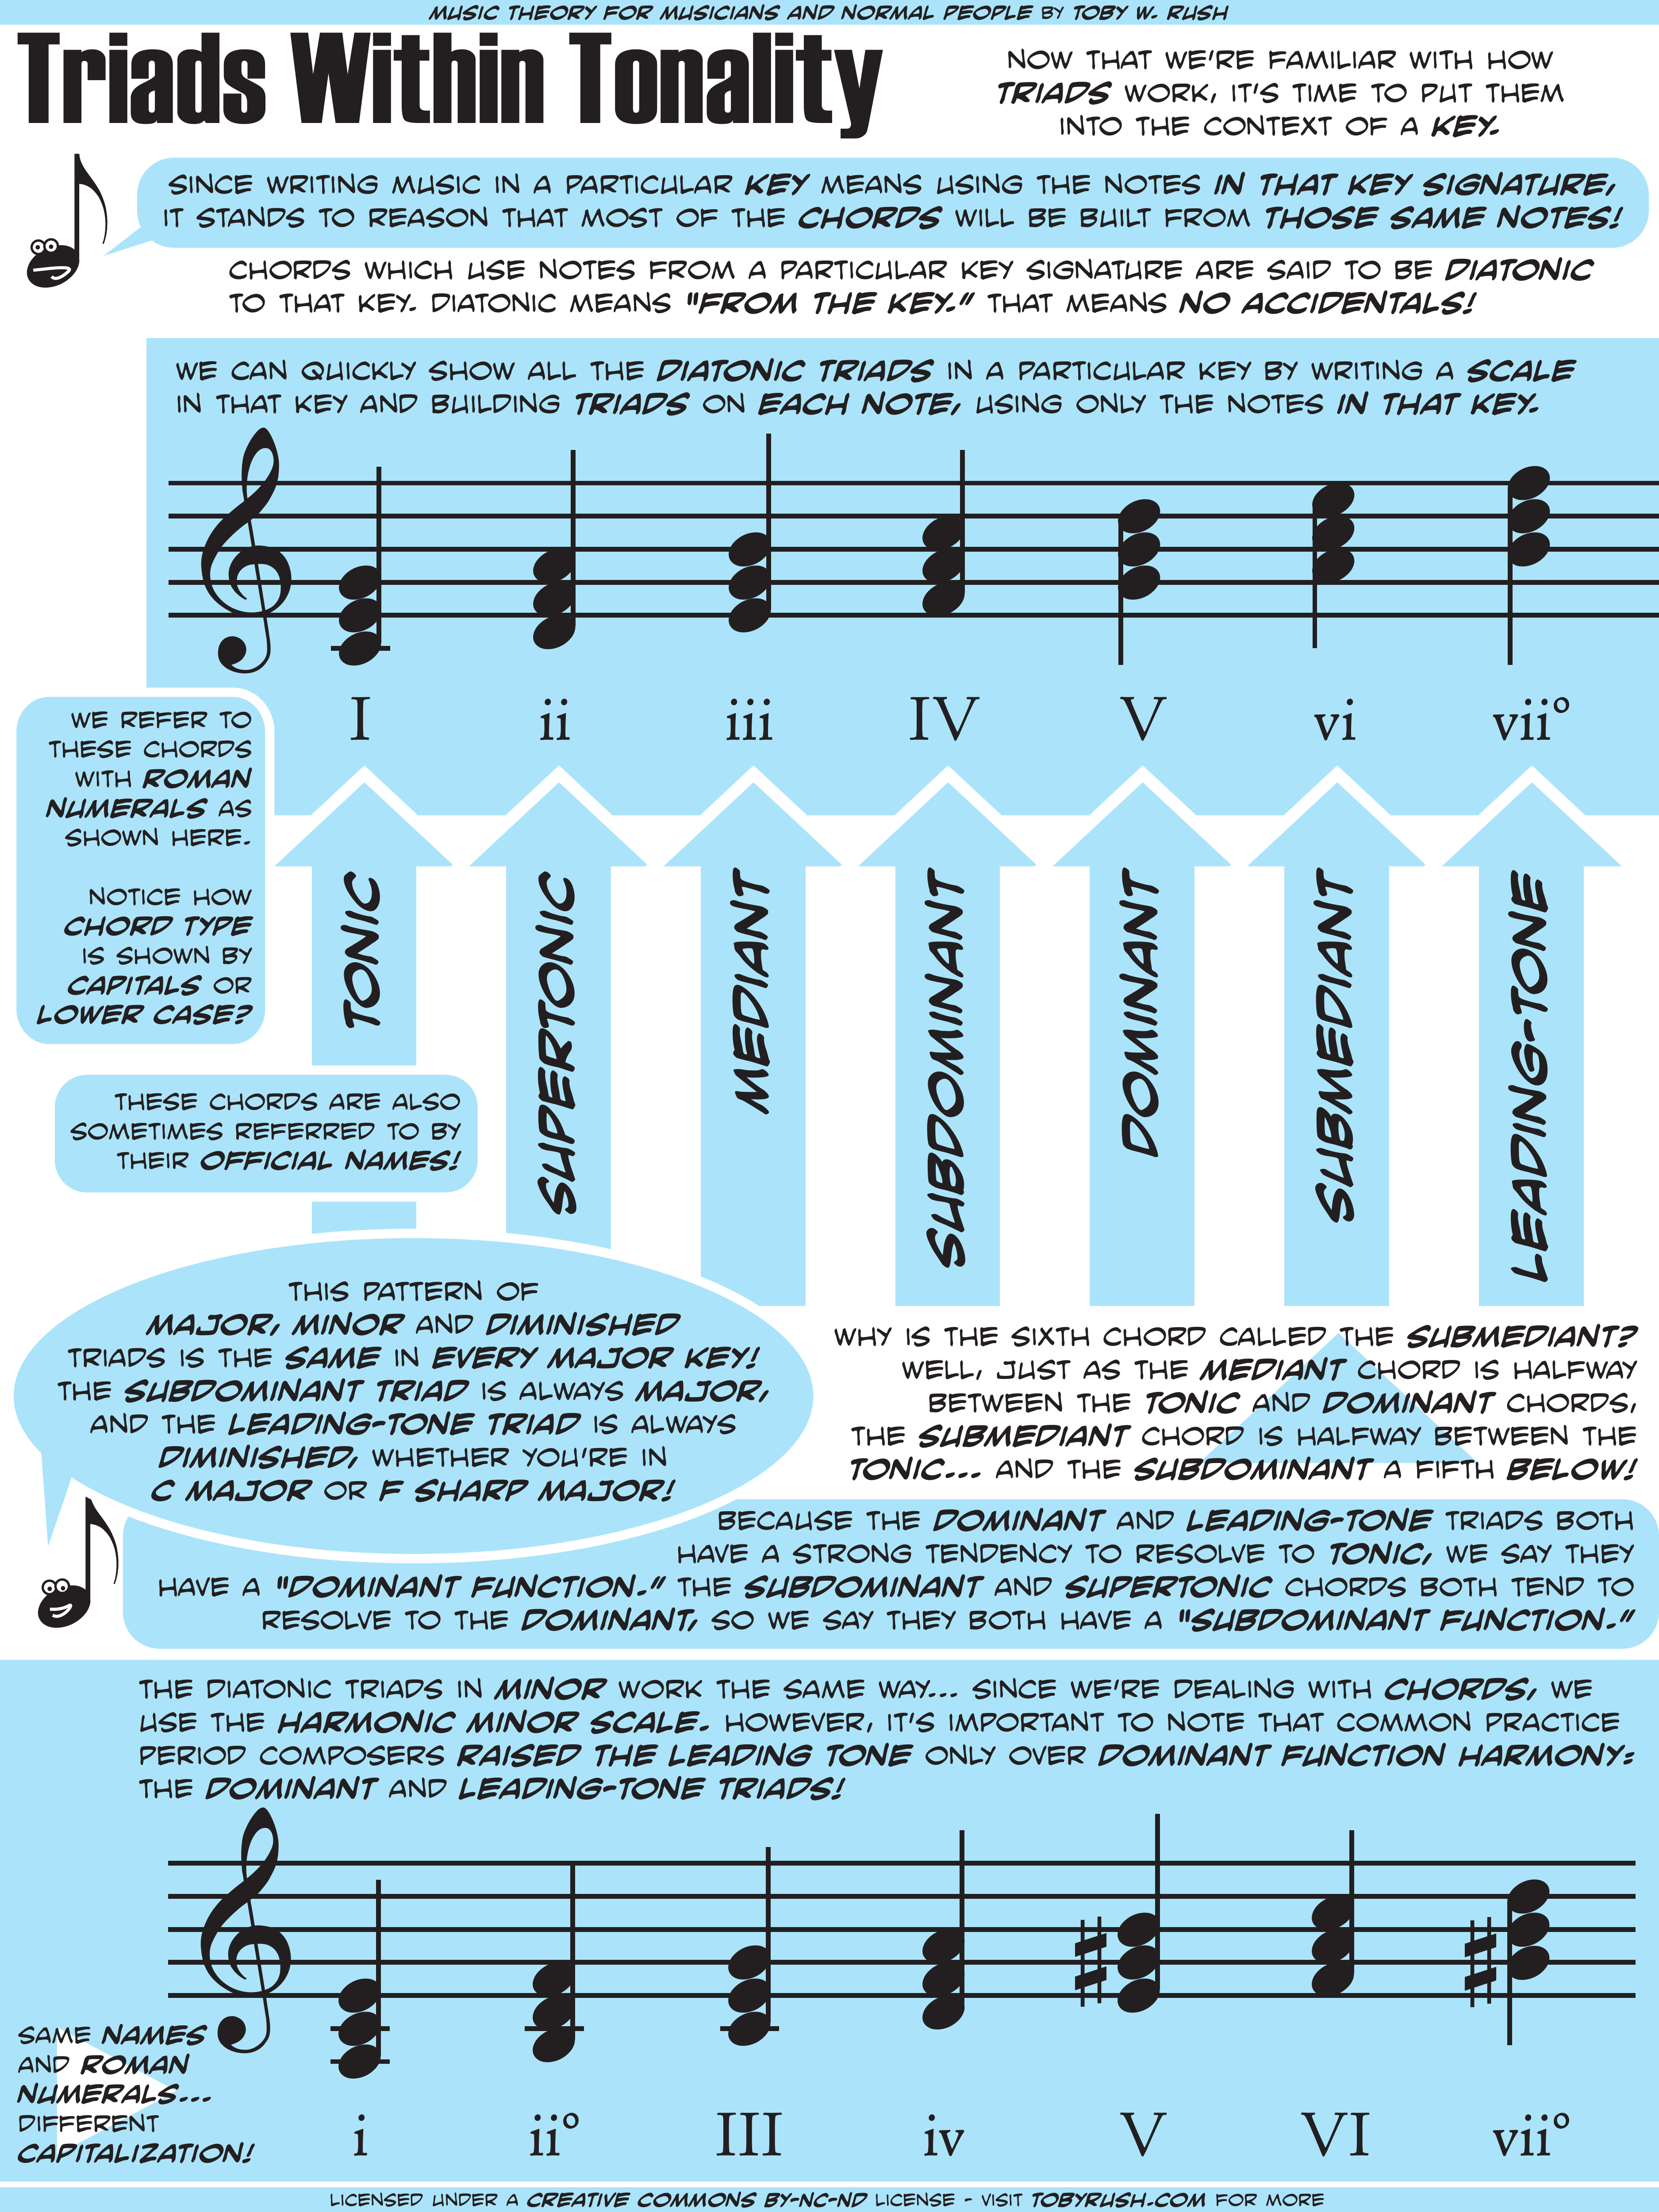 MUSIC THEORY FOR MUSICIANS AND NORMAL PEOPLE BY TOBY W. RUSH
Triads Within Tonality
NOW THAT WE'RE FAMILIAR WITH HOW
TRIADS WORK, IT'S TIME TO PUT THEM
INTO THE CONTEXT OF A KEY.
SINCE WRITING MUSIC IN A PARTICULAR KEY MEANS USING THE NOTES IN THAT KEY SIGNATURE,
IT STANDS TO REASON THAT MOST OF THE CHORDS WILL BE BUILT FROM THOSE SAME NOTES!
CHORDS WHICH USE NOTES FROM A PARTICULAR KEY SIGNATURE ARE SAID TO BE DIATONIC
TO THAT KEY. DIATONIC MEANS "FROM THE KEY." THAT MEANS NO ACCIDENTALS!
WE CAN QUICKLY SHOW ALL THE DIATONIC TRIADS IN A PARTICULAR KEY BY WRITING A SCALE
IN THAT KEY AND BUILDING TRIADS ON EACH NOTE, USING ONLY THE NOTES IN THAT KEY.
I ii iii IV V vi vii°
WE REFER TO
THESE CHORDS
WITH ROMAN
NUMERALS AS
SHOWN HERE.
NOTICE HOW
CHORD TYPE
IS SHOWN BY
CAPITALS OR
LOWER CASE?
TONIC
SUPERTONIC
MEDIANT
SUBDOMINANT
DOMINANT
SUBMEDIANT
LEADING-TONE
THESE CHORDS ARE ALSO
SOMETIMES REFERRED TO BY
THEIR OFFICIAL NAMES!
THIS PATTERN OF
MAJOR, MINOR AND DIMINISHED
TRIADS IS THE SAME IN EVERY MAJOR KEY!
THE SUBDOMINANT TRIAD IS ALWAYS MAJOR,
AND THE LEADING-TONE TRIAD IS ALWAYS
DIMINISHED, WHETHER YOU'RE IN
C MAJOR OR F SHARP MAJOR!
WHY IS THE SIXTH CHORD CALLED THE SUBMEDIANT?
WELL, JUST AS THE MEDIANT CHORD IS HALFWAY
BETWEEN THE TONIC AND DOMINANT CHORDS,
THE SUBMEDIANT CHORD IS HALFWAY BETWEEN THE
TONIC... AND THE SUBDOMINANT A FIFTH BELOW!
BECAUSE THE DOMINANT AND LEADING-TONE TRIADS BOTH
HAVE A STRONG TENDENCY TO RESOLVE TO TONIC, WE SAY THEY
HAVE A "DOMINANT FUNCTION." THE SUBDOMINANT AND SUPERTONIC CHORDS BOTH TEND TO
RESOLVE TO THE DOMINANT, SO WE SAY THEY BOTH HAVE A "SUBDOMINANT FUNCTION."
THE DIATONIC TRIADS IN MINOR WORK THE SAME WAY... SINCE WE'RE DEALING WITH CHORDS, WE
USE THE HARMONIC MINOR SCALE. HOWEVER, IT'S IMPORTANT TO NOTE THAT COMMON PRACTICE
PERIOD COMPOSERS RAISED THE LEADING TONE ONLY OVER DOMINANT FUNCTION HARMONY:
THE DOMINANT AND LEADING-TONE TRIADS!
SAME NAMES
AND ROMAN
NUMERALS...
DIFFERENT
CAPITALIZATION!
i ii° III iv V VI vii°
LICENSED UNDER A CREATIVE COMMONS BY-NC-ND LICENSE - VISIT TOBYRUSH.COM FOR MORE